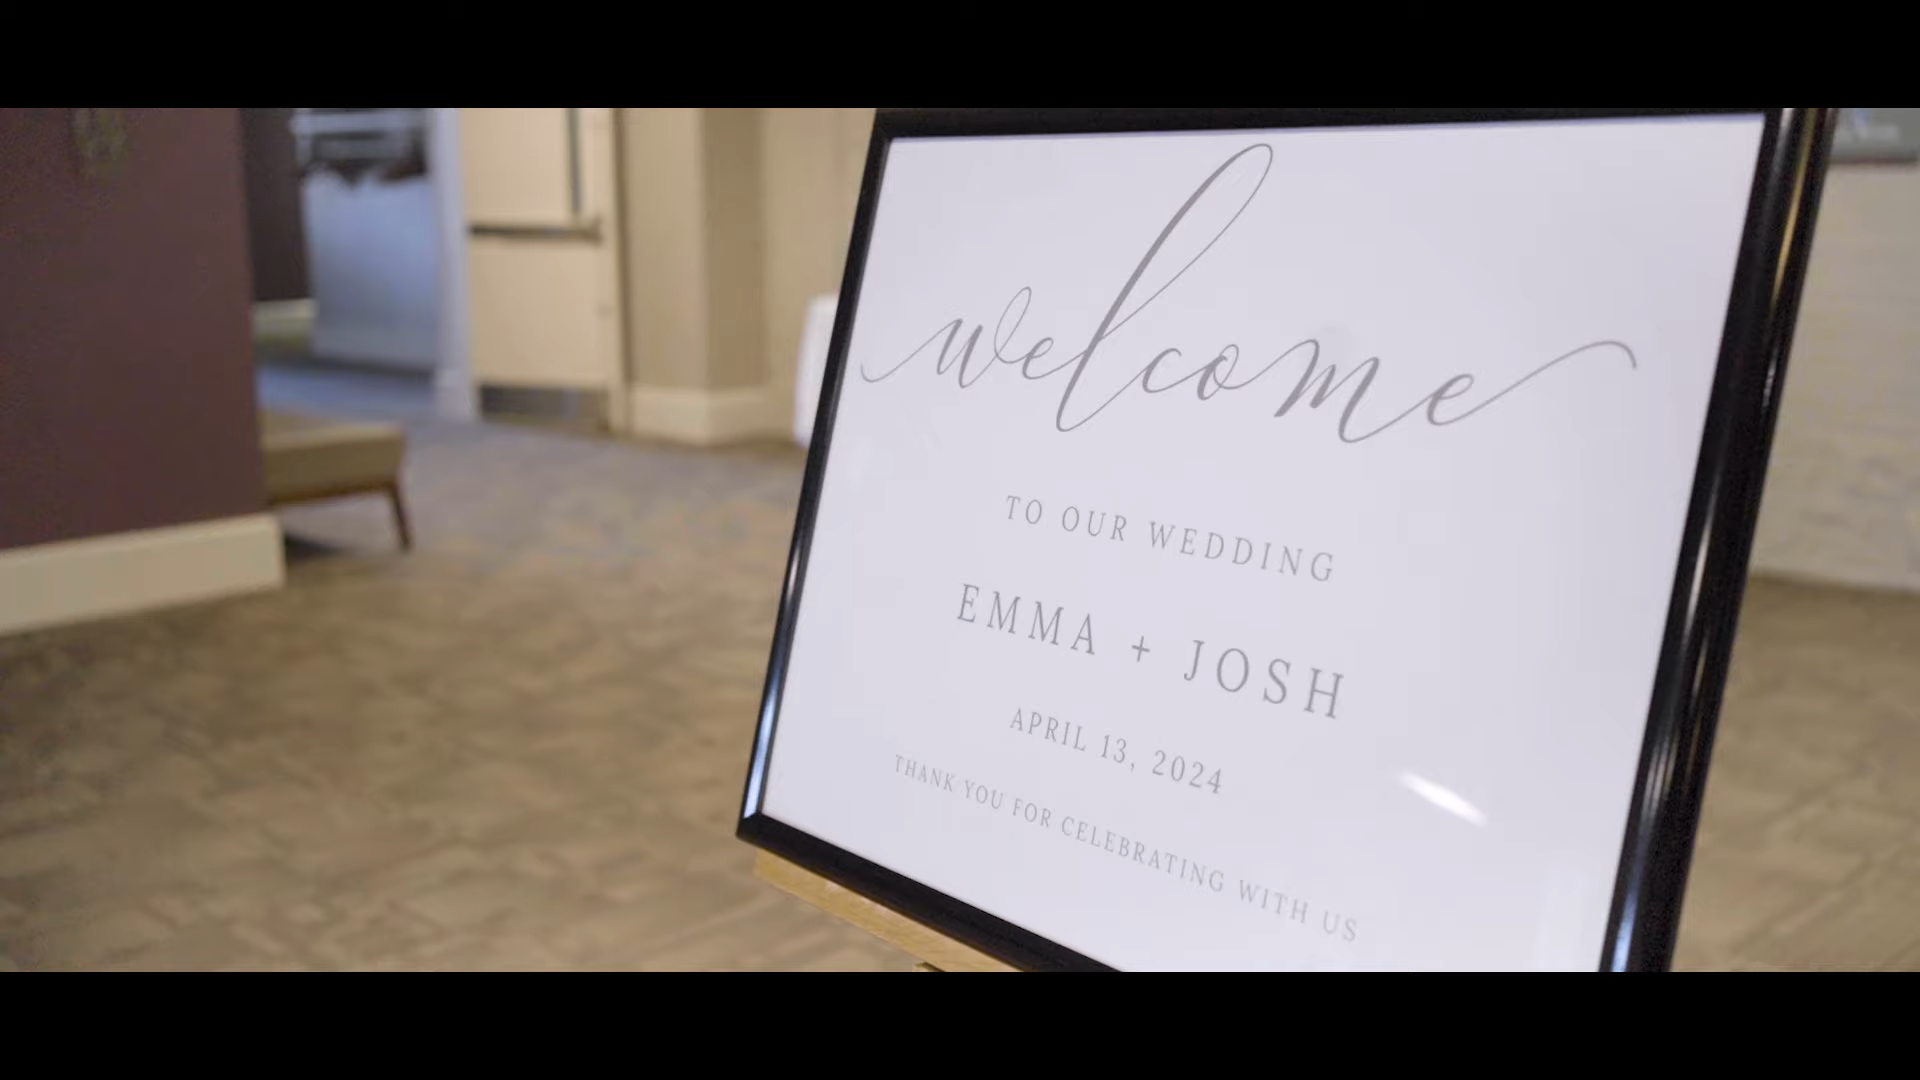 welcome
TO OUR WEDDING
EMMA + JOSH
APRIL 13, 2024
THANK YOU FOR CELEBRATING WITH US